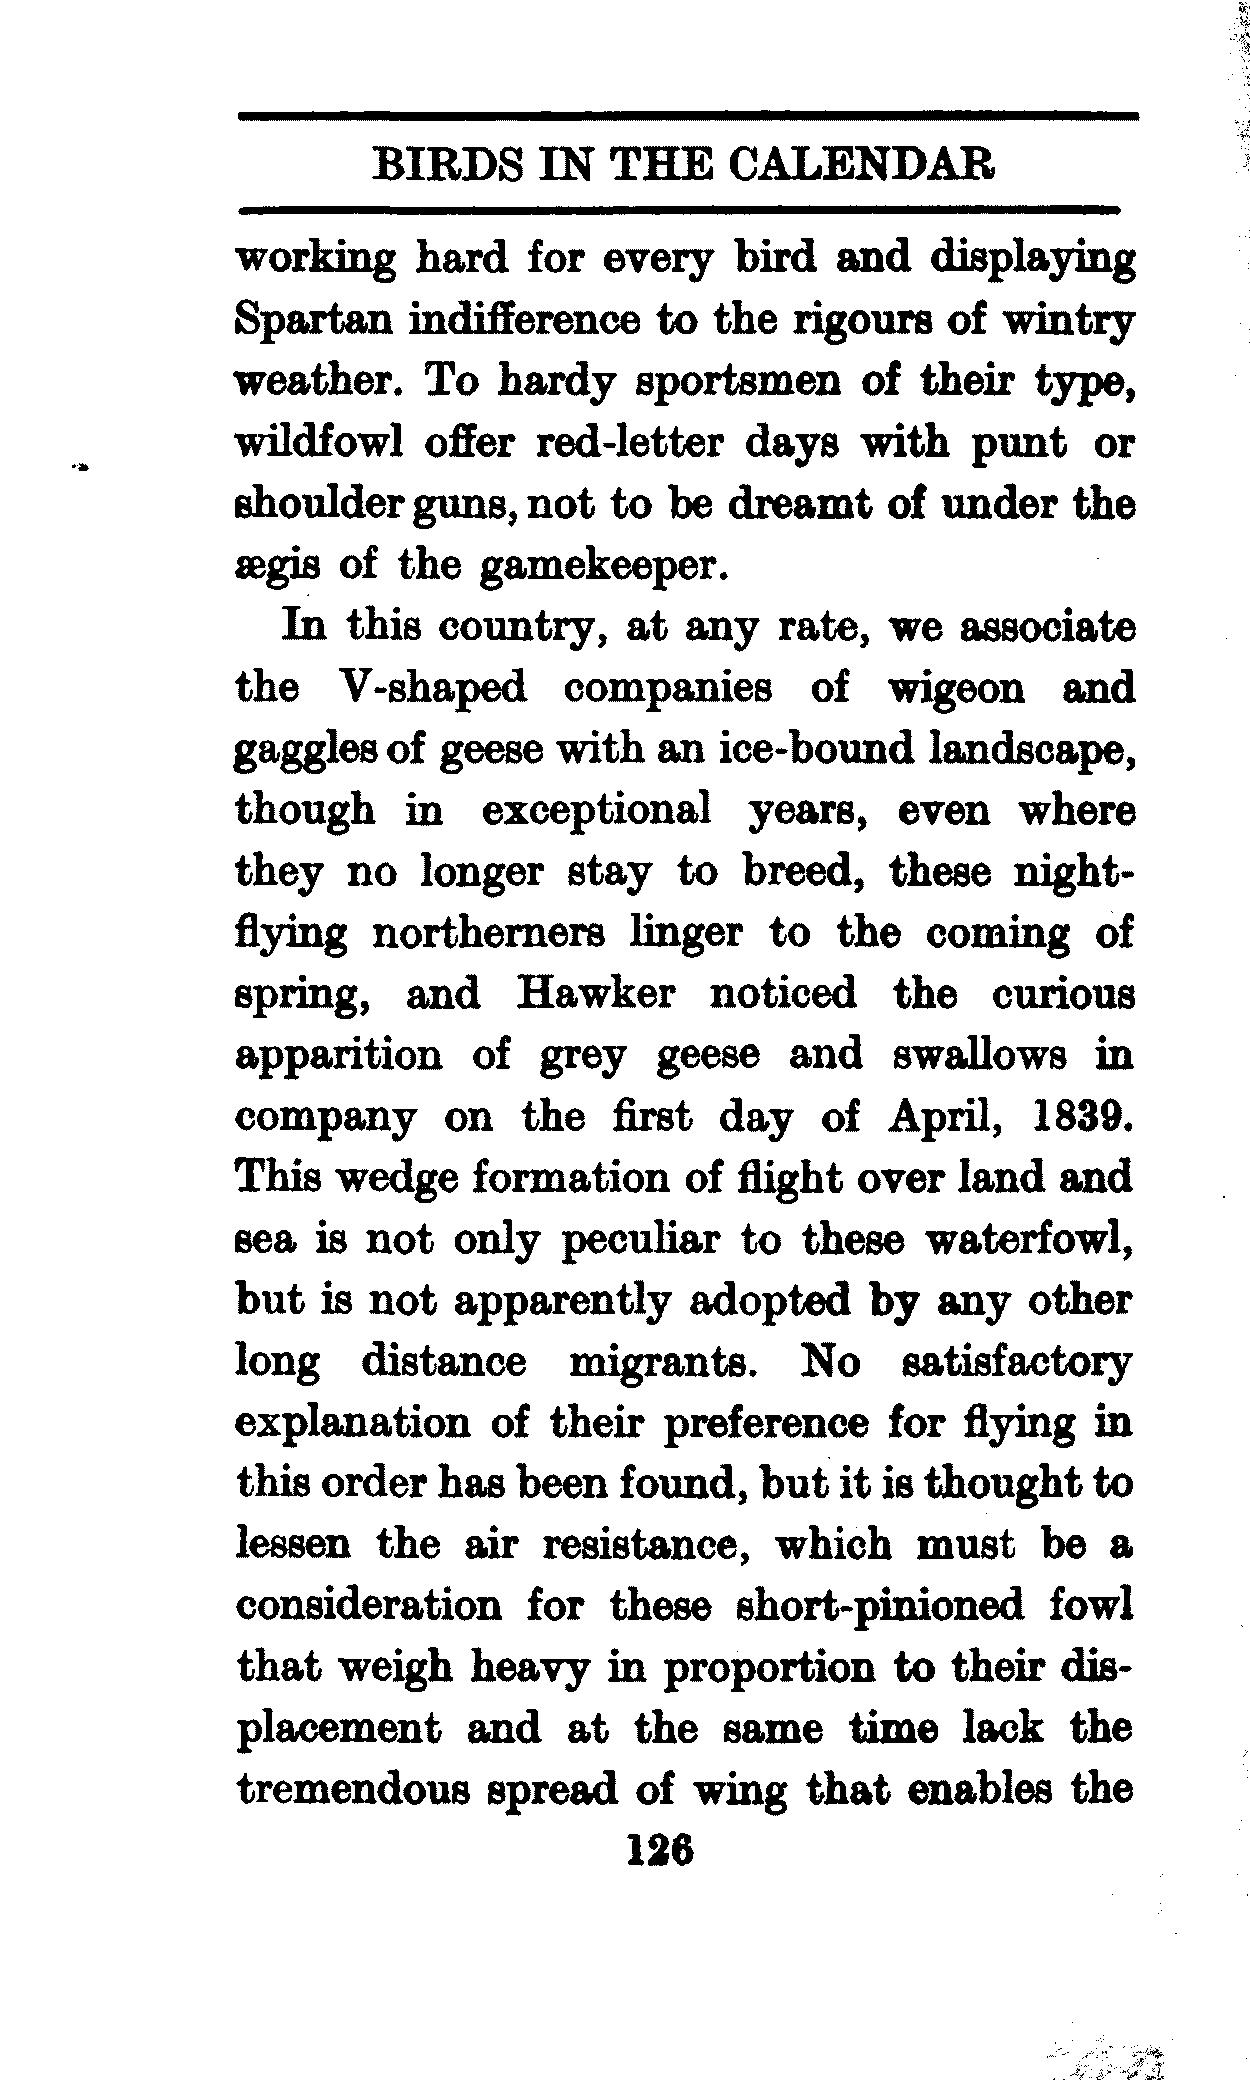 BIRDS IN THE CALENDAR
working hard for every bird and displaying
Spartan indifference to the rigours of wintry
weather. To hardy sportsmen of their type,
wildfowl offer red-letter days with punt or
shoulder guns, not to be dreamt of under the
ægis of the gamekeeper.
In this country, at any rate, we associate
the V-shaped companies of wigeon and
gaggles of geese with an ice-bound landscape,
though in exceptional years, even where
they no longer stay to breed, these night-
flying northerners linger to the coming of
spring, and Hawker noticed the curious
apparition of grey geese and swallows in
company on the first day of April, 1839.
This wedge formation of flight over land and
sea is not only peculiar to these waterfowl,
but is not apparently adopted by any other
long distance migrants. No satisfactory
explanation of their preference for flying in
this order has been found, but it is thought to
lessen the air resistance, which must be a
consideration for these short-pinioned fowl
that weigh heavy in proportion to their dis-
placement and at the same time lack the
tremendous spread of wing that enables the
126